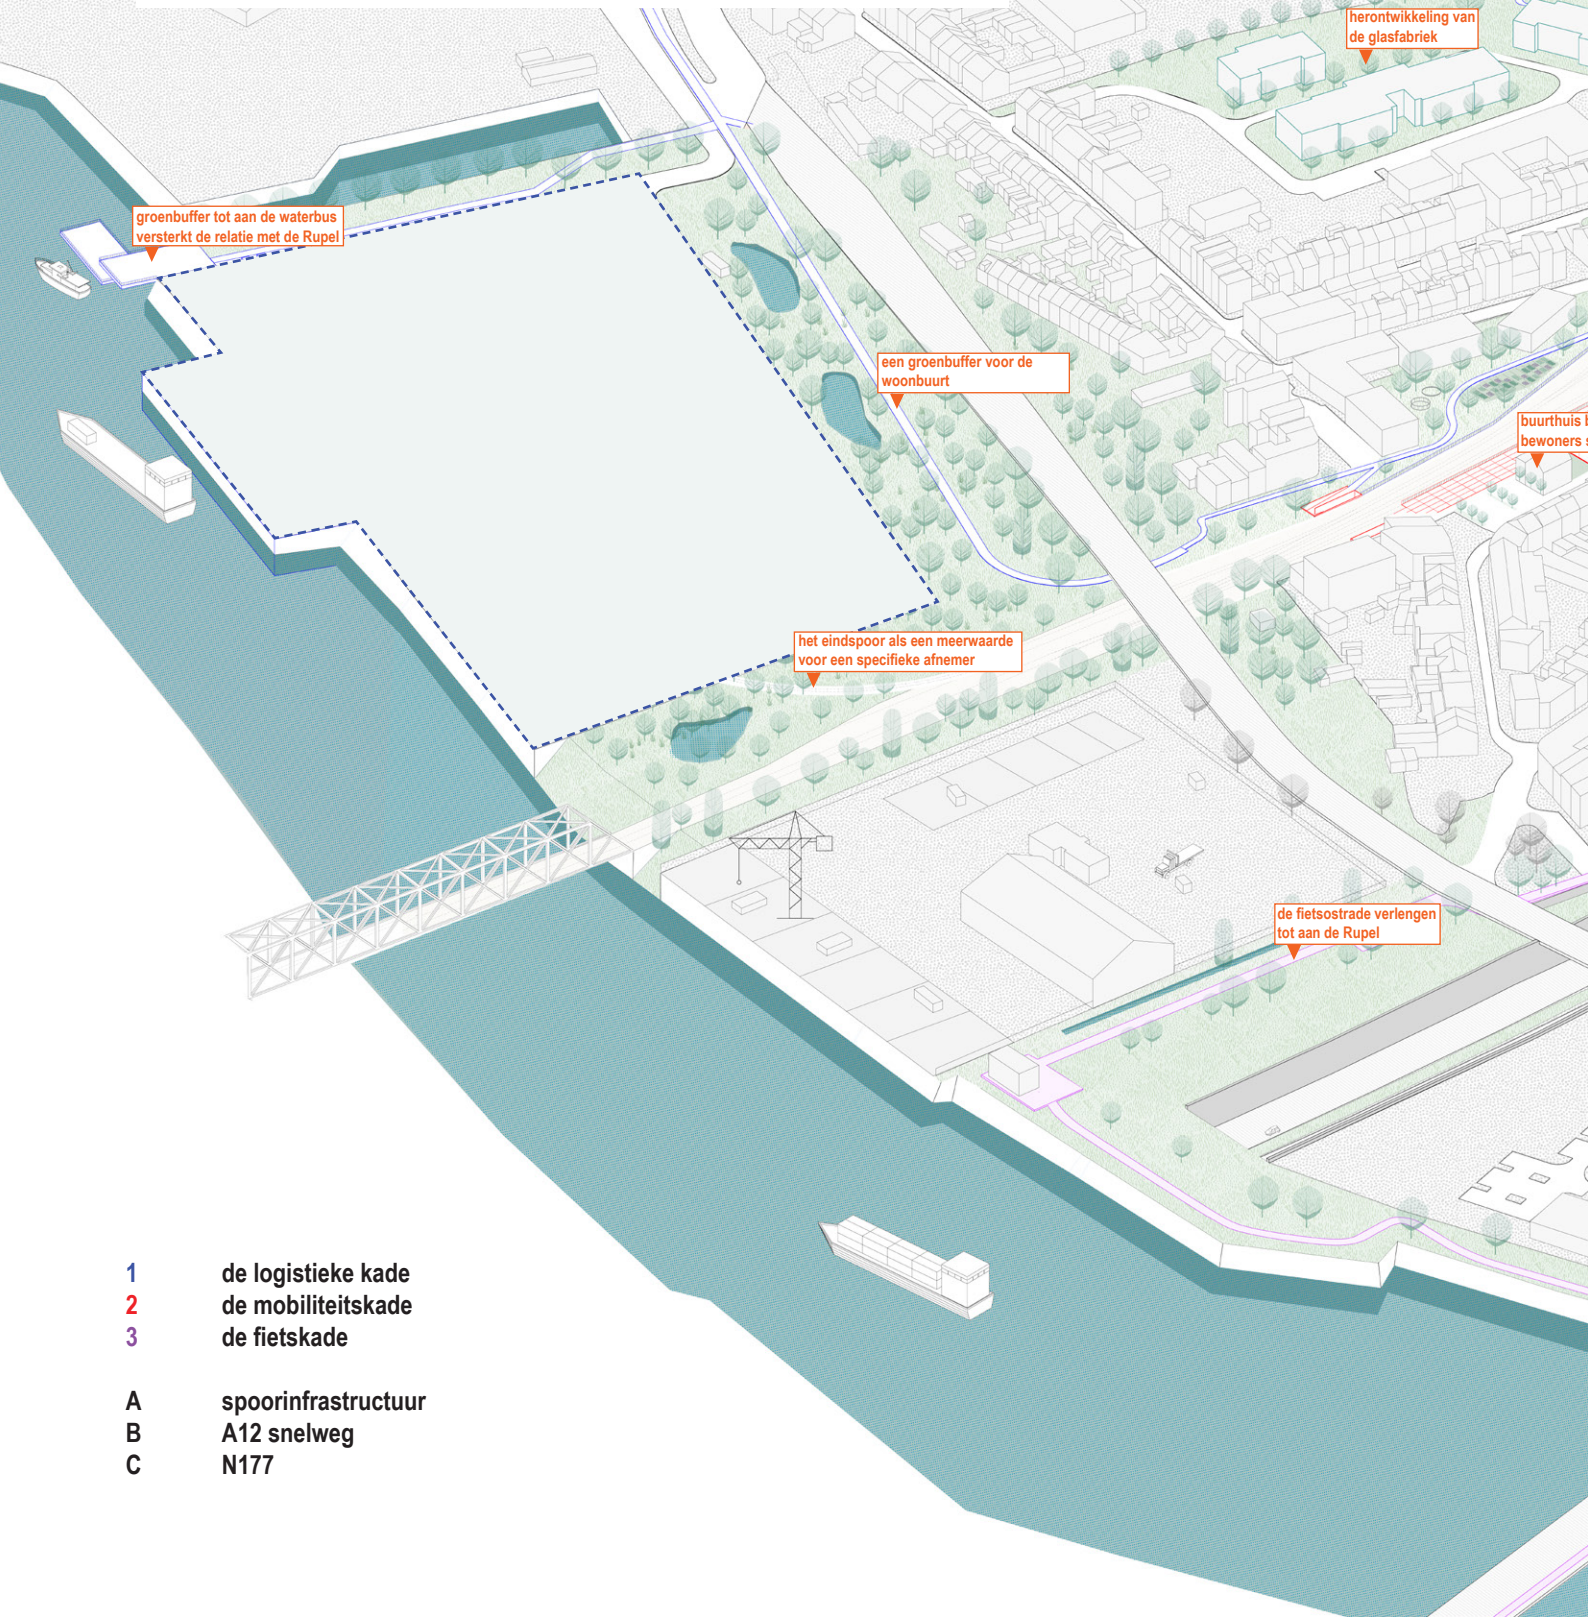 herontwikkeling van
de glasfabriek
groenbuffer tot aan de waterbus
versterkt de relatie met de Rupel
een groenbuffer voor de
woonbuurt
buurthuis
bewoners
het eindspoor als een meerwaarde
voor een specifieke afnemer
de fietsostrade verlengen
tot aan de Rupel
1 de logistieke kade
2 de mobiliteitskade
3 de fietskade
A spoorinfrastructuur
B A12 snelweg
C N177